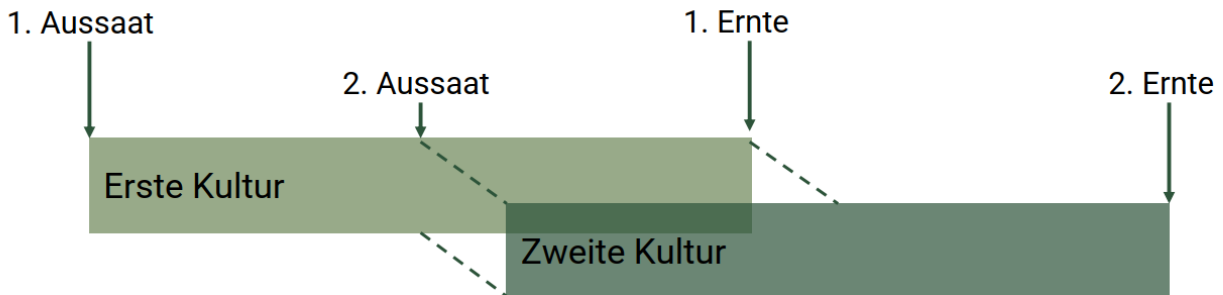 1. Aussaat
1. Ernte
2. Aussaat
2. Ernte
Erste Kultur
Zweite Kultur